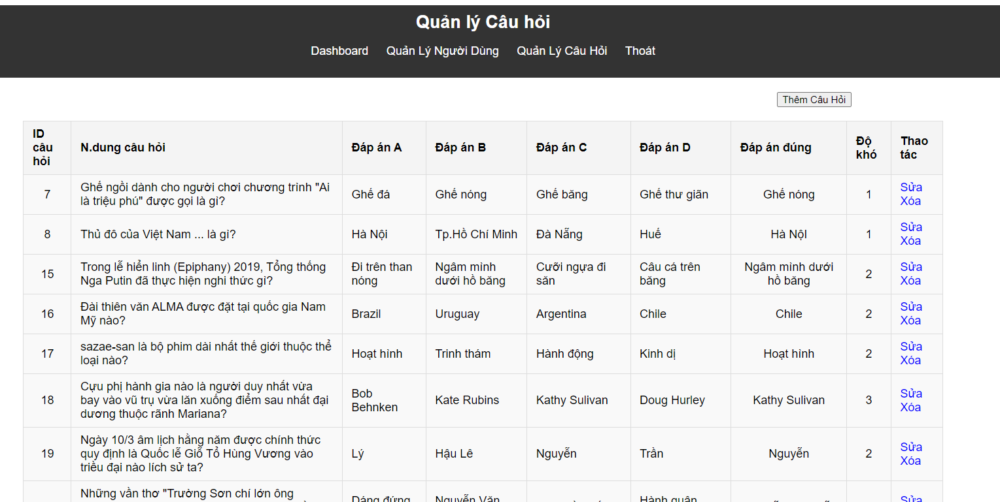 Quản lý Câu hỏi
Dashboard Quản Lý Người Dùng Quản Lý Câu Hỏi Thoát
Thêm Câu Hỏi
ID câu hỏi N.dung câu hỏi Đáp án A Đáp án B Đáp án C Đáp án D Đáp án đúng Độ khó Thao tác
7 Ghế ngồi dành cho người chơi chương trình "Ai là triệu phú" được gọi là gì? Ghế đá Ghế nóng Ghế băng Ghế thư giãn Ghế nóng 1 Sửa Xóa
8 Thủ đô của Việt Nam ... là gì? Hà Nội Tp.Hồ Chí Minh Đà Nẵng Huế Hà NộI 1 Sửa Xóa
15 Trong lễ hiển linh (Epiphany) 2019, Tổng thống Nga Putin đã thực hiện nghi thức gì? Đi trên than nóng Ngâm mình dưới hồ băng Cưỡi ngựa đi săn Câu cá trên băng Ngâm mình dưới hồ băng 2 Sửa Xóa
16 Đài thiên văn ALMA được đặt tại quốc gia Nam Mỹ nào? Brazil Uruguay Argentina Chile Chile 2 Sửa Xóa
17 sazae-san là bộ phim dài nhất thế giới thuộc thể loại nào? Hoạt hình Trinh thám Hành động Kinh dị Hoạt hình 2 Sửa Xóa
18 Cựu phị hành gia nào là người duy nhất vừa bay vào vũ trụ vừa lăn xuống điểm sau nhất đại dương thuộc rãnh Mariana? Bob Behnken Kate Rubins Kathy Sulivan Doug Hurley Kathy Sulivan 3 Sửa Xóa
19 Ngày 10/3 âm lịch hằng năm được chính thức quy định là Quốc lễ Giỗ Tổ Hùng Vương vào triều đại nào lích sử ta? Lý Hậu Lê Nguyễn Trần Nguyễn 2 Sửa Xóa
Những vần thơ "Trường Sơn chí lớn ông Dáng đứng Nguyễn Văn Hành quân Sửa